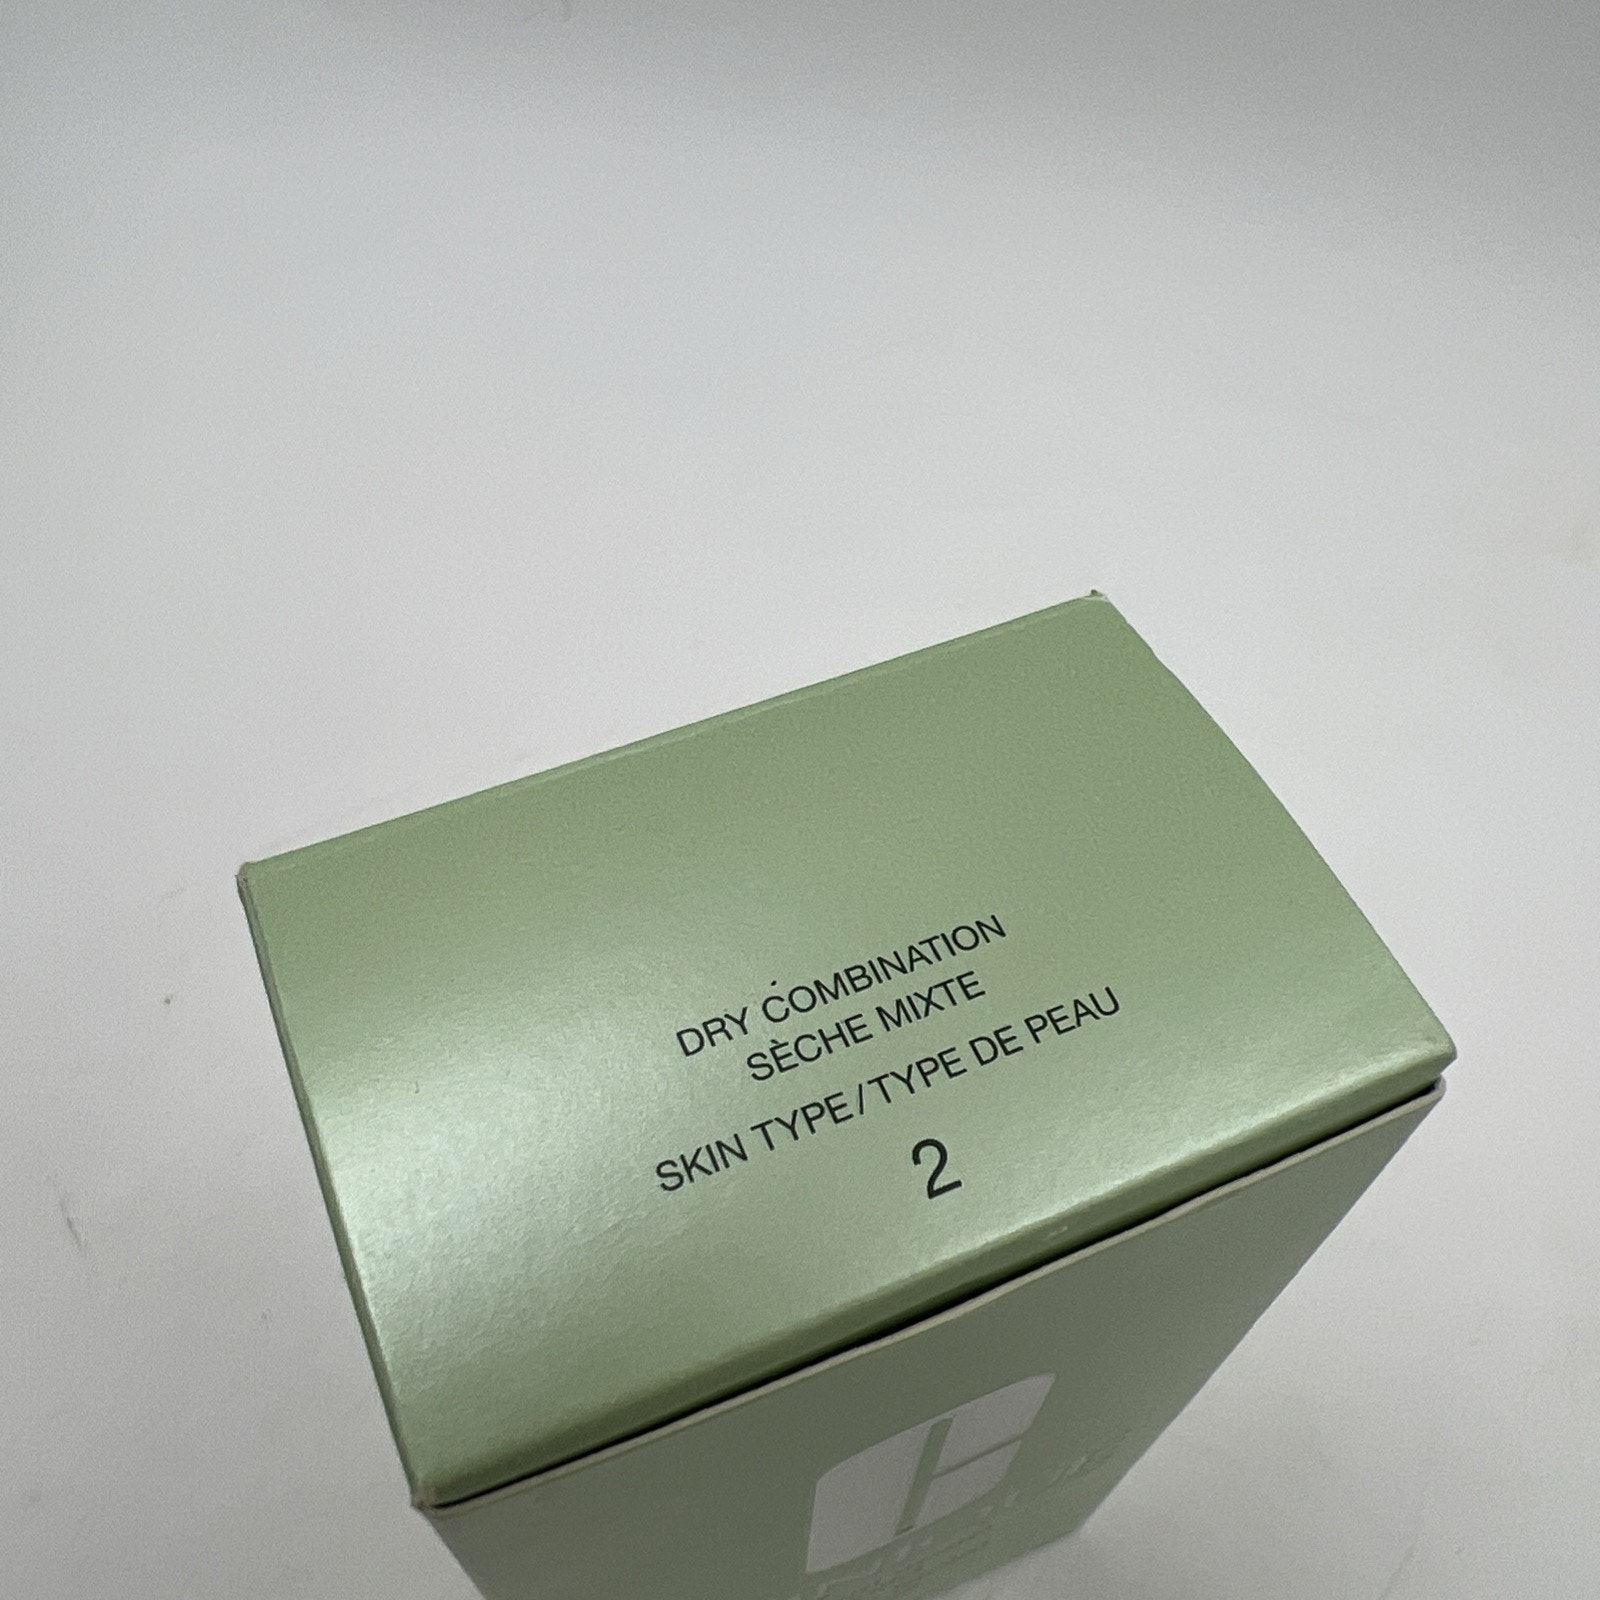 DRY COMBINATION
SÈCHE MIXTE
SKIN TYPE/TYPE DE PEAU
2